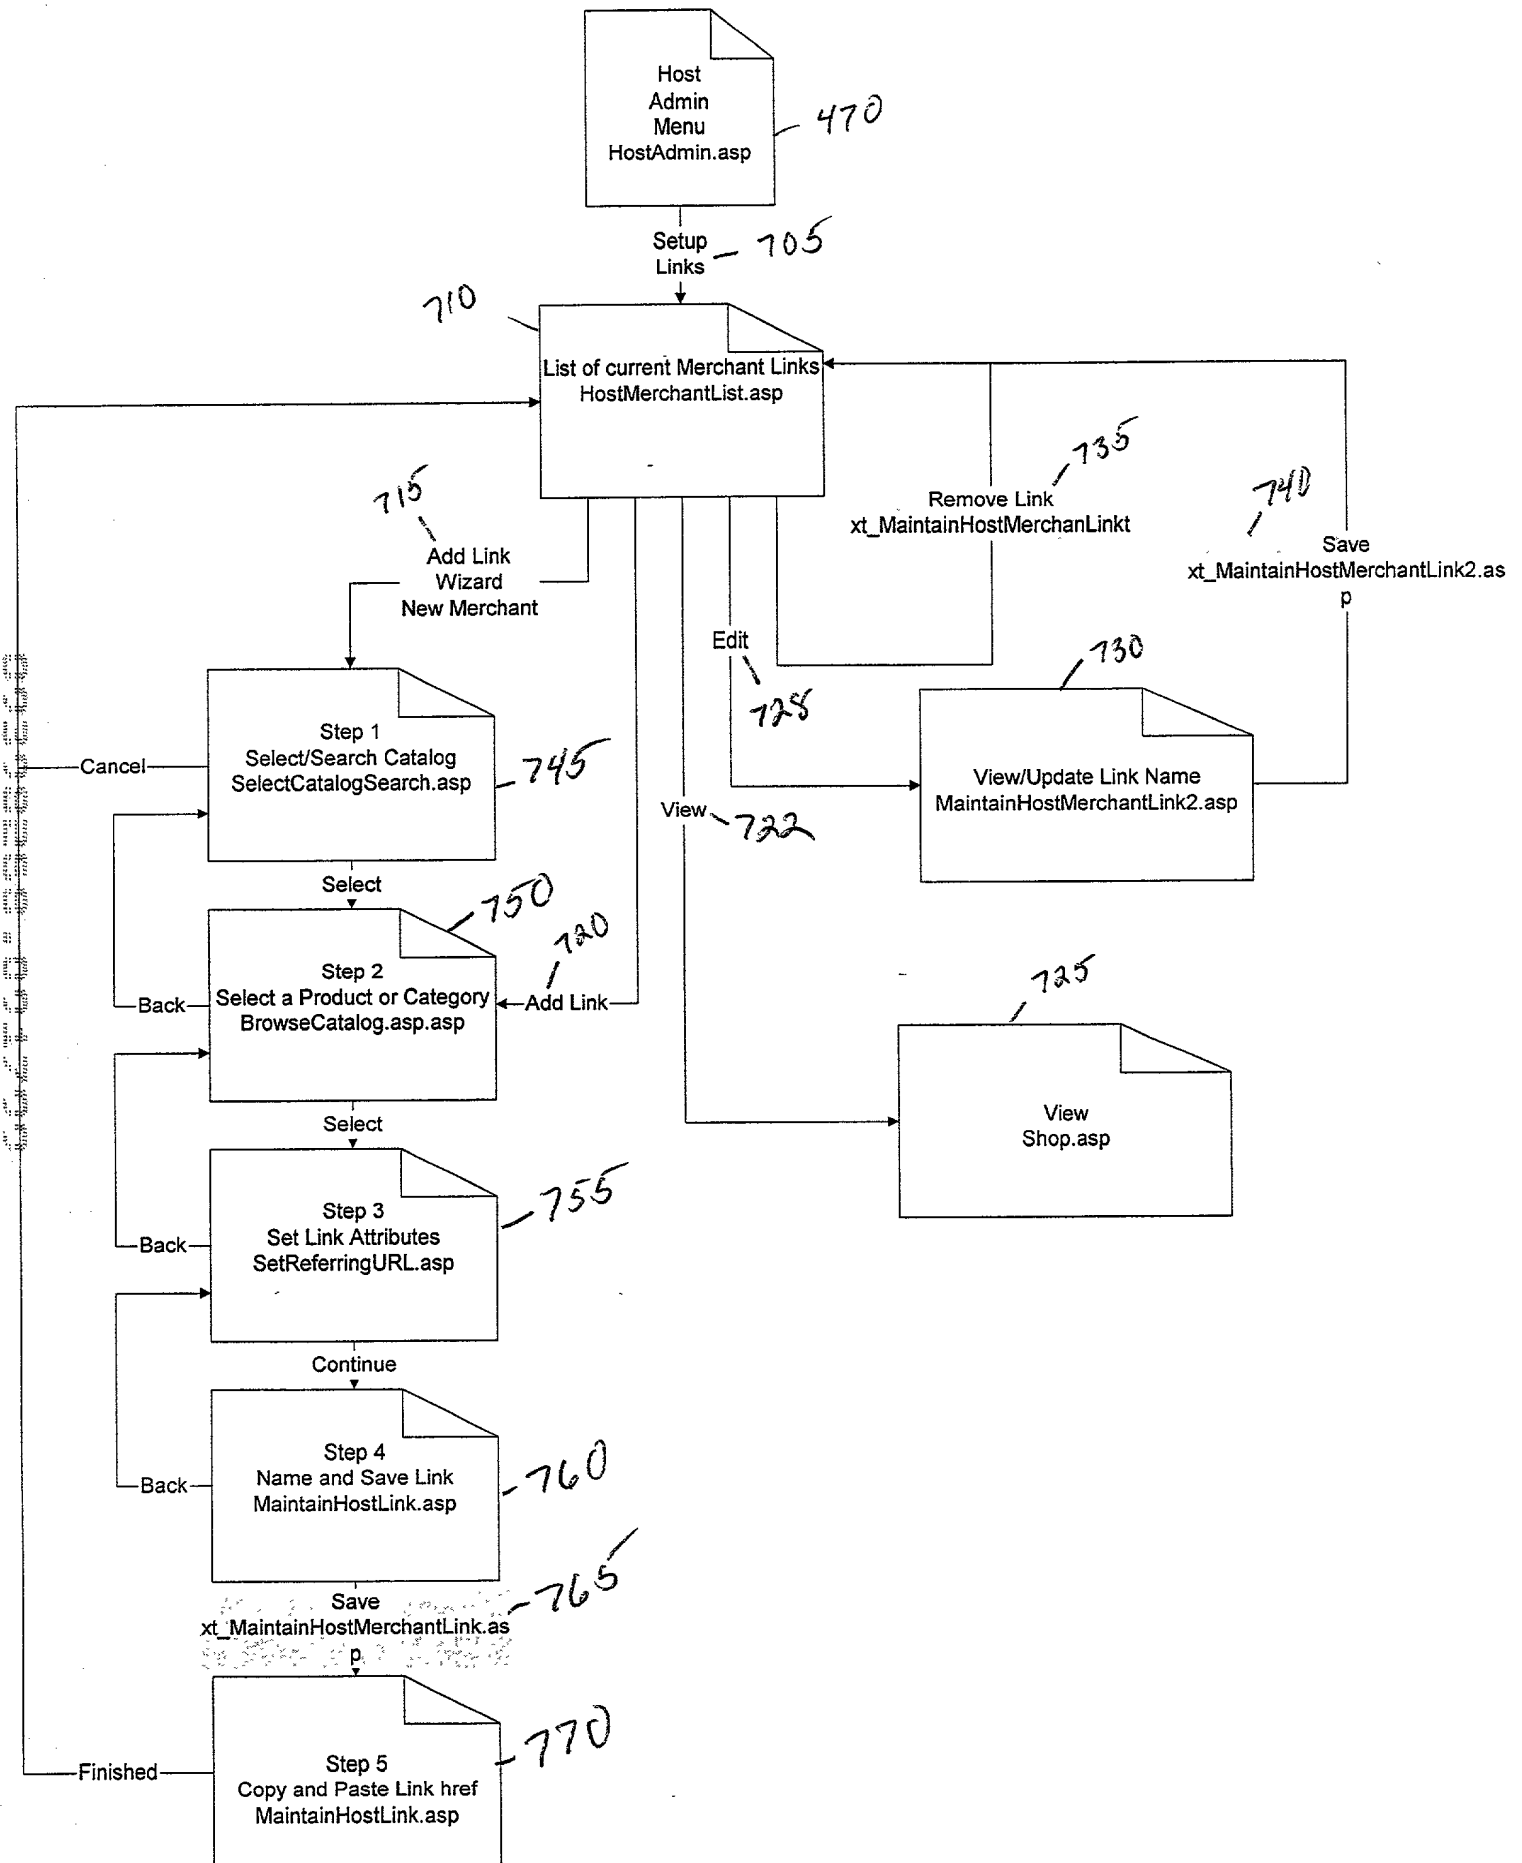 Host
Admin
Menu
HostAdmin.asp
470
Setup
Links
705
710
List of current Merchant Links
HostMerchantList.asp
715
Add Link
Wizard
New Merchant
735
Remove Link
xt_MaintainHostMerchanLinkt
740
Save
xt_MaintainHostMerchantLink2.as
p
Edit
728
730
View/Update Link Name
MaintainHostMerchantLink2.asp
Step 1
Select/Search Catalog
SelectCatalogSearch.asp
745
Cancel
View
722
Select
750
720
Step 2
Select a Product or Category
BrowseCatalog.asp.asp
Back
Add Link
725
View
Shop.asp
Select
Step 3
Set Link Attributes
SetReferringURL.asp
755
Back
Continue
Step 4
Name and Save Link
MaintainHostLink.asp
760
Back
Save
xt_MaintainHostMerchantLink.as
p
765
Step 5
Copy and Paste Link href
MaintainHostLink.asp
770
Finished